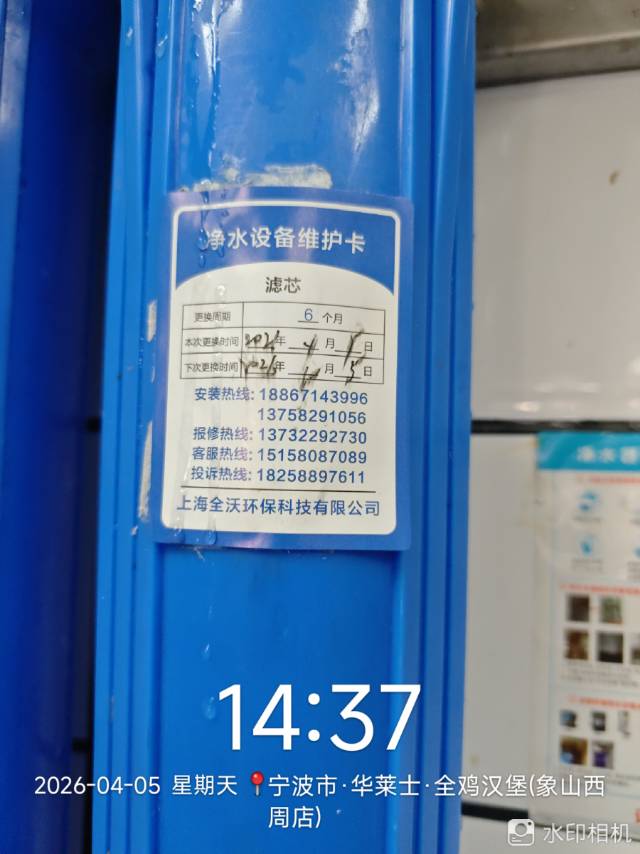 净水设备维护卡
滤芯
更换周期 6 个月
本次更换时间 年 4 月 日
下次更换时间 年 月 5 日
安装热线: 18867143996
13758291056
报修热线: 13732292730
客服热线: 15158087089
投诉热线: 18258897611
上海全沃环保科技有限公司
14:37
2026-04-05 星期天 宁波市·华莱士·全鸡汉堡(象山西
周店)
水印相机